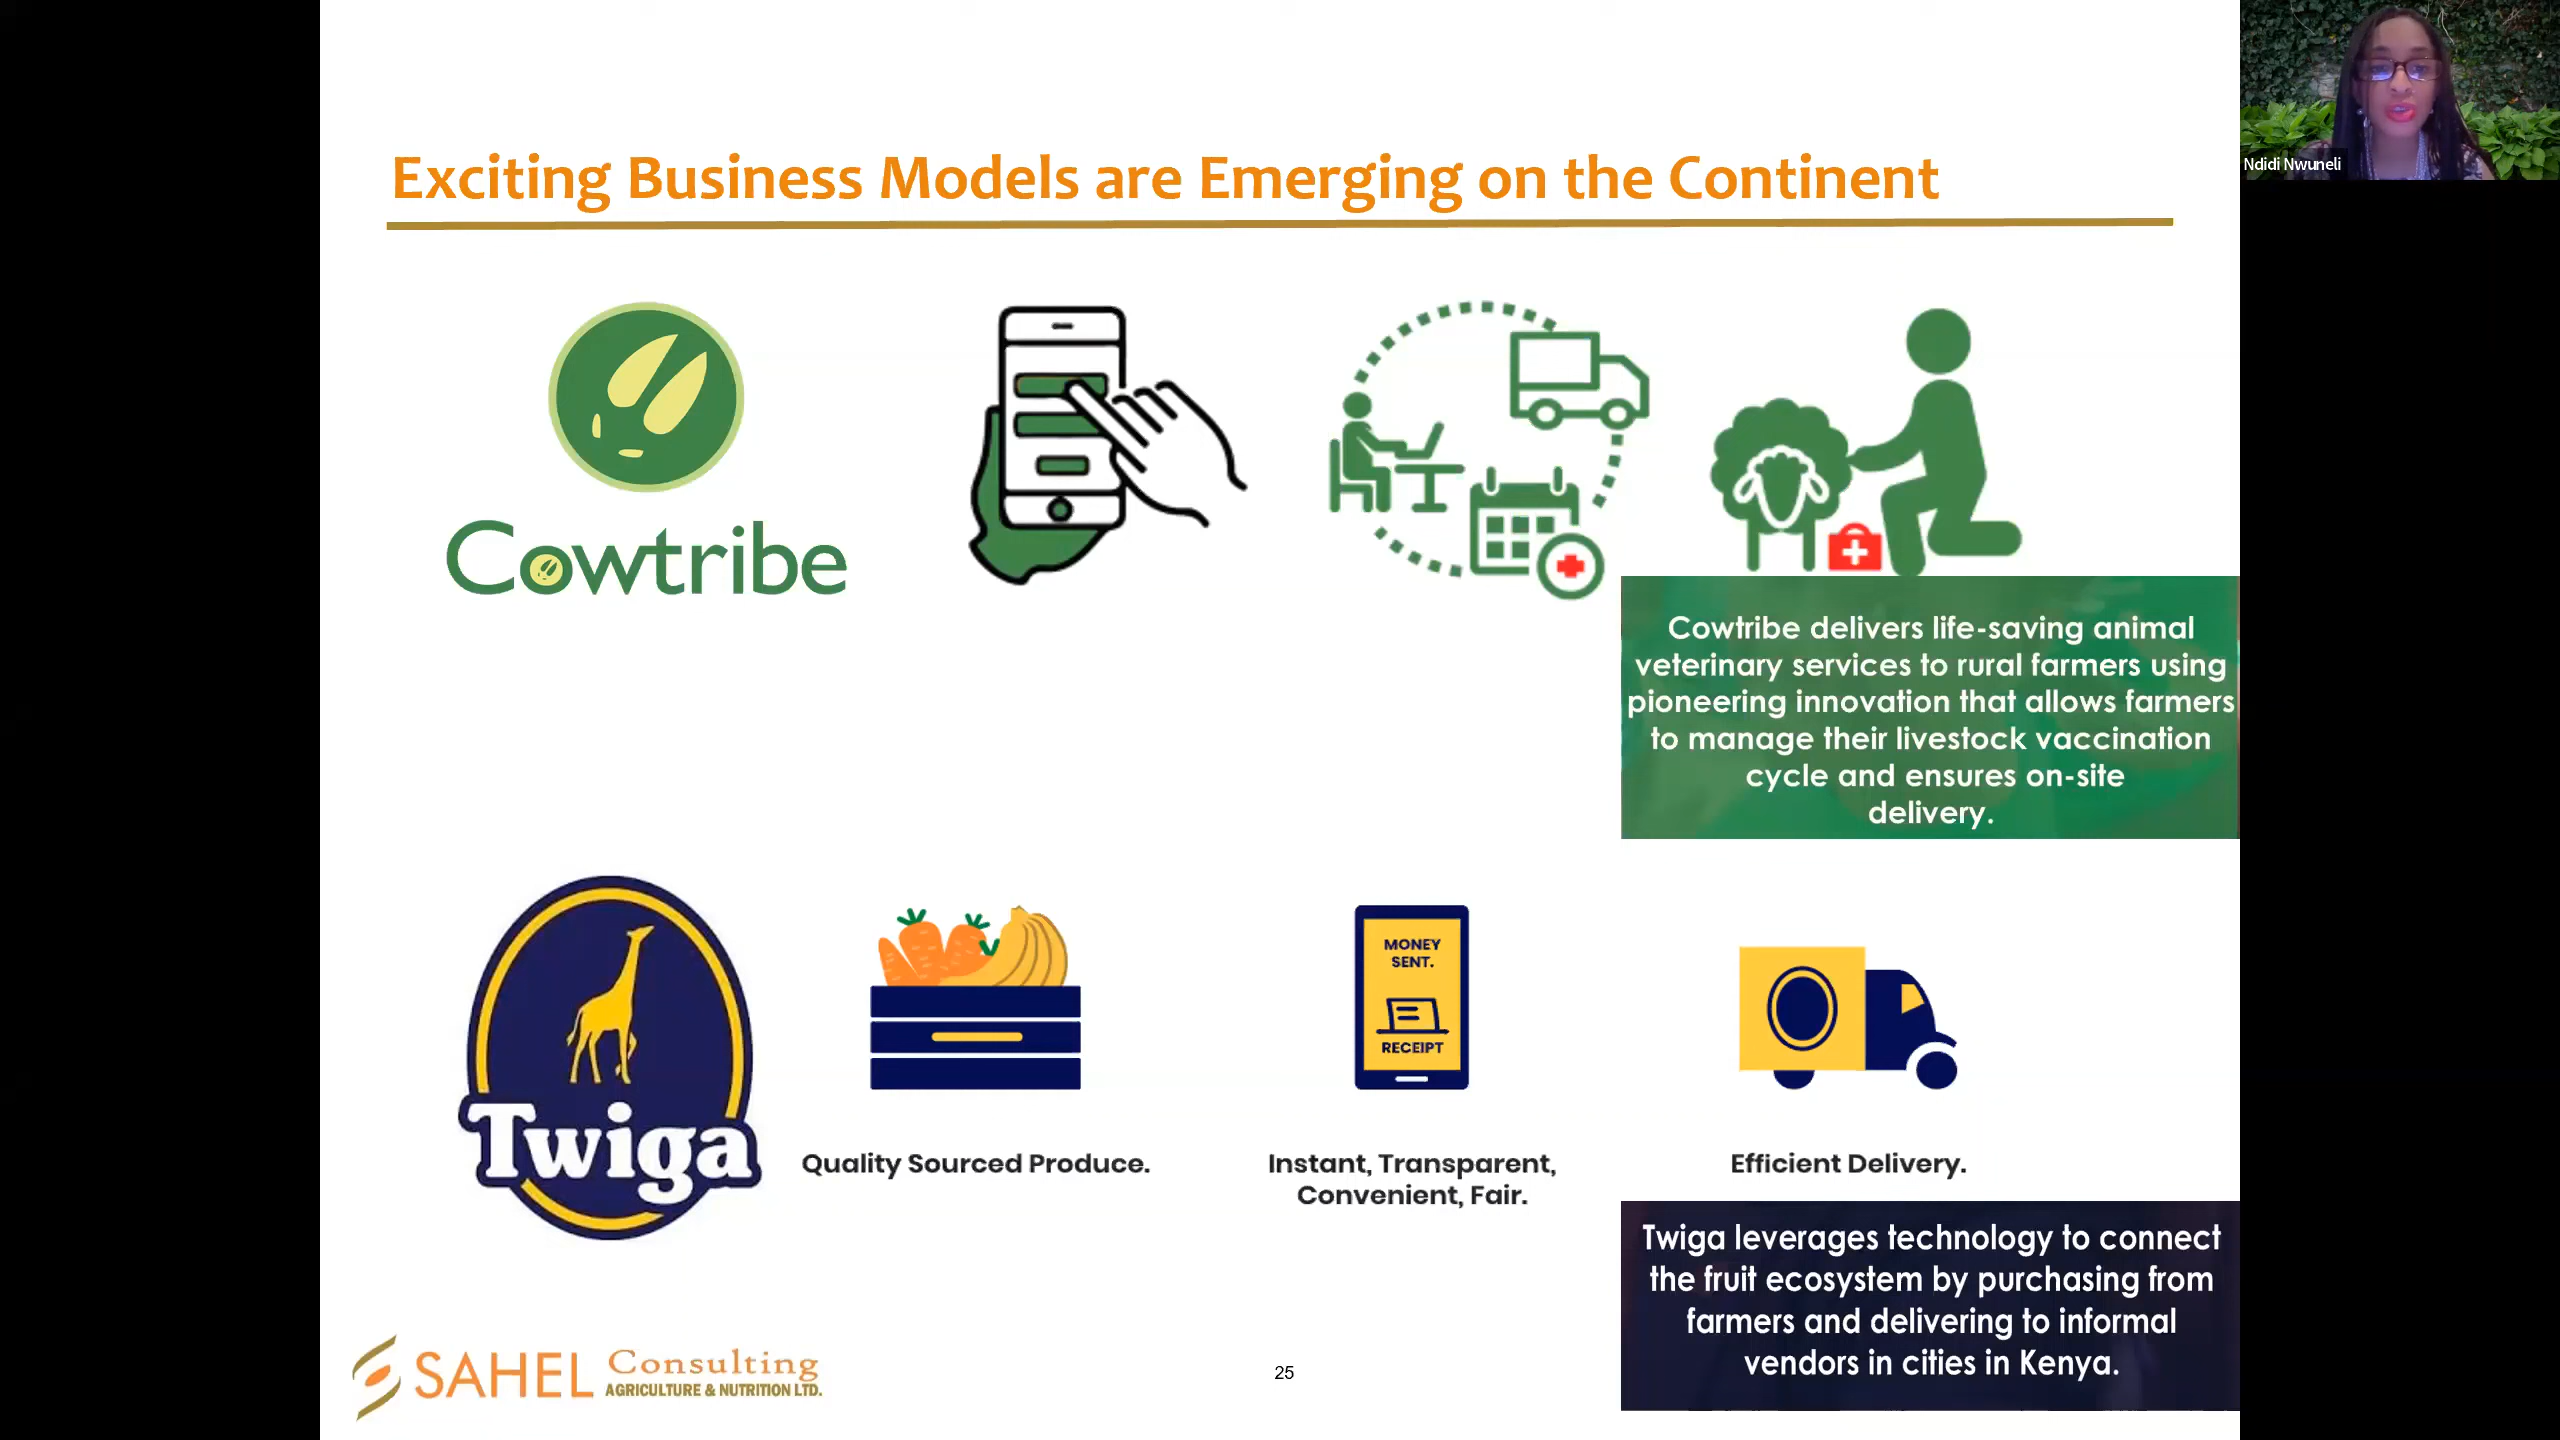 Exciting Business Models are Emerging on the Continent
Ndidi Nwuneli
Cowtribe
Cowtribe delivers life-saving animal
veterinary services to rural farmers using
pioneering innovation that allows farmers
to manage their livestock vaccination
cycle and ensures on-site
delivery.
Twiga
MONEY
SENT.
RECEIPT
Quality Sourced Produce.
Instant, Transparent,
Convenient, Fair.
Efficient Delivery.
Twiga leverages technology to connect
the fruit ecosystem by purchasing from
farmers and delivering to informal
vendors in cities in Kenya.
SAHEL Consulting
AGRICULTURE & NUTRITION LTD.
25